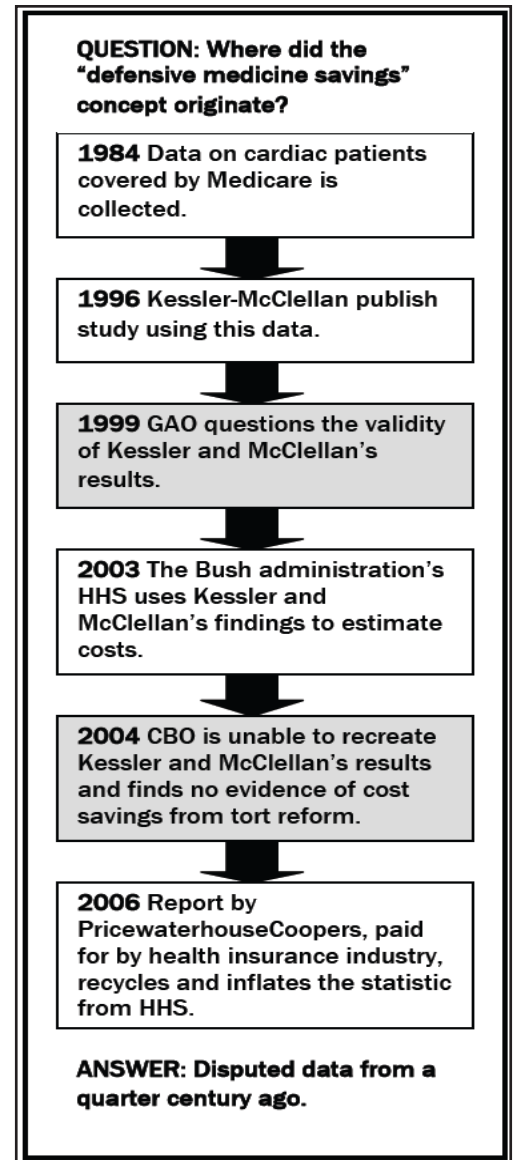 QUESTION: Where did the
“defensive medicine savings”
concept originate?
1984 Data on cardiac patients
covered by Medicare is
collected.
1996 Kessler-McClellan publish
study using this data.
1999 GAO questions the validity
of Kessler and McClellan’s
results.
2003 The Bush administration’s
HHS uses Kessler and
McClellan’s findings to estimate
costs.
2004 CBO is unable to recreate
Kessler and McClellan’s results
and finds no evidence of cost
savings from tort reform.
2006 Report by
PricewaterhouseCoopers, paid
for by health insurance industry,
recycles and inflates the statistic
from HHS.
ANSWER: Disputed data from a
quarter century ago.